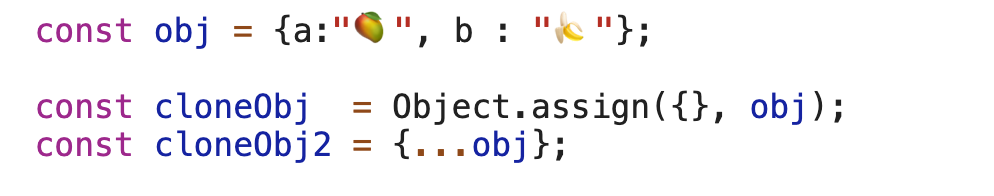 const obj = {a:"🥭", b : "🍌"};
const cloneObj  = Object.assign({}, obj);
const cloneObj2 = {...obj};